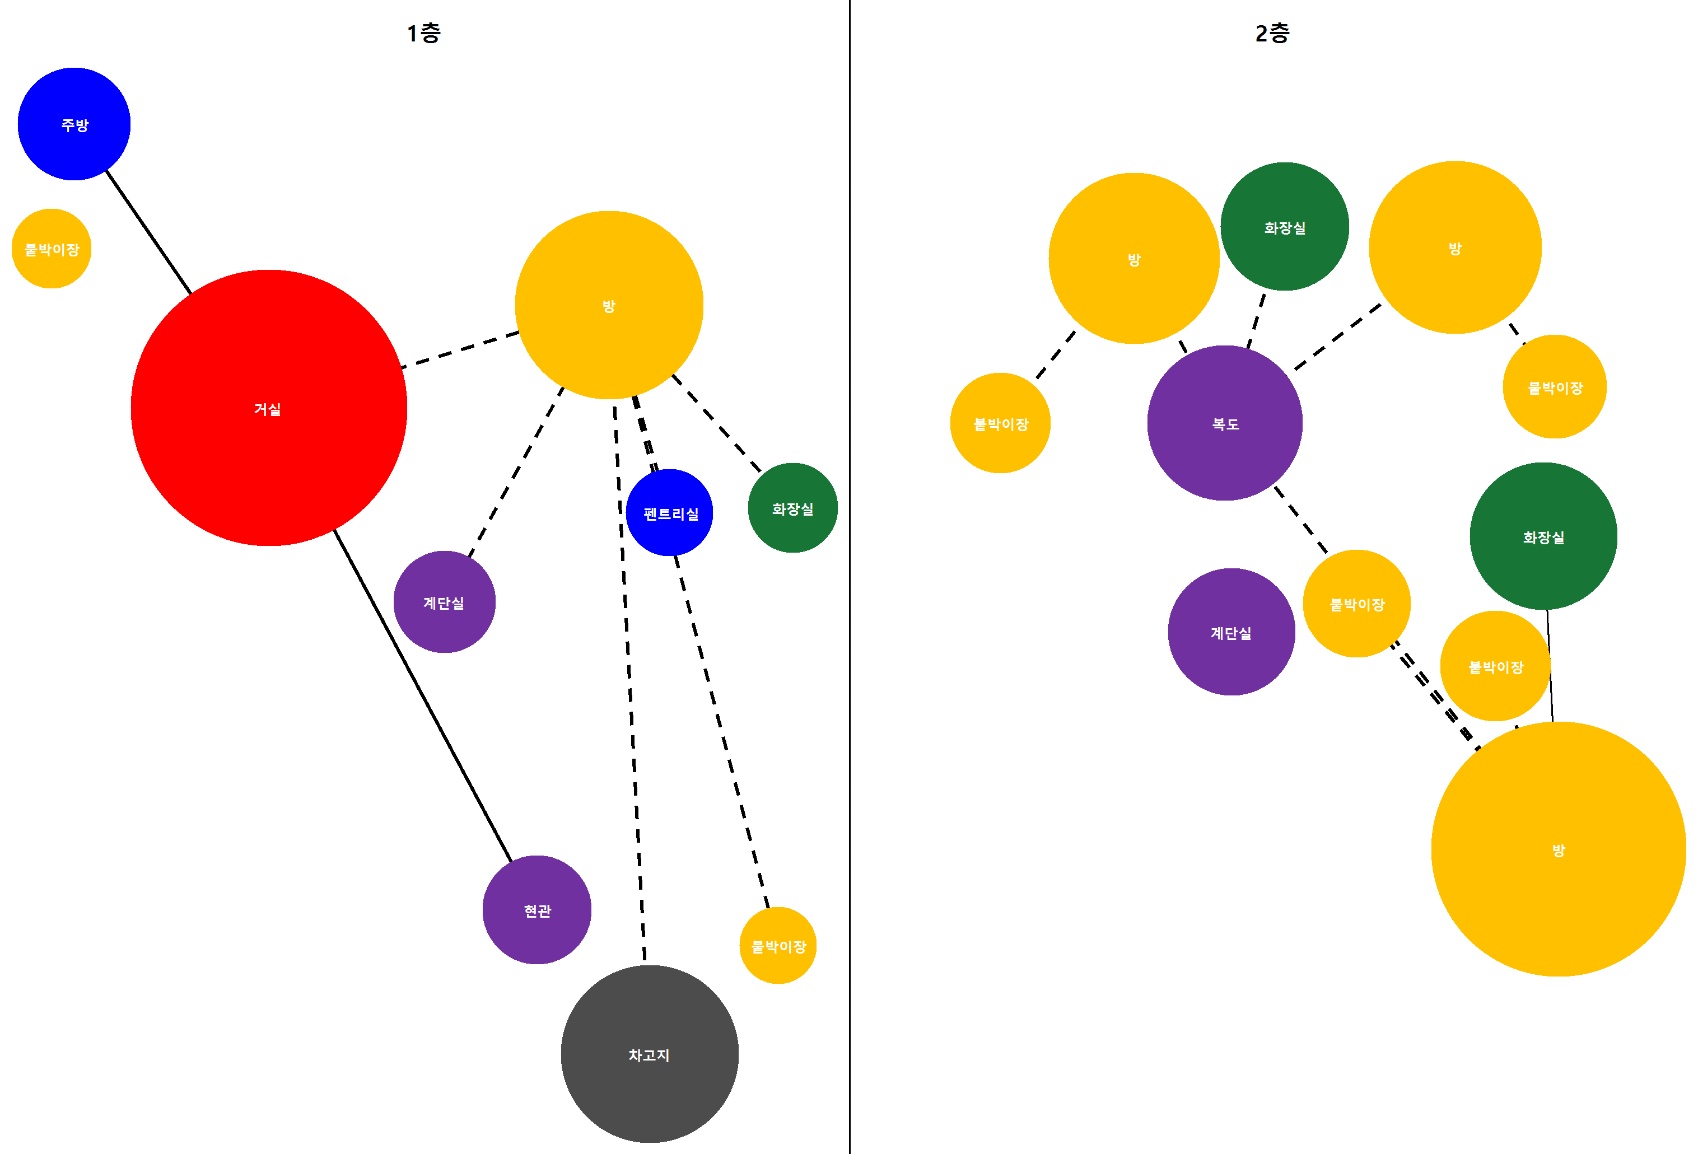 1층
주방
붙박이장
방
거실
펜트리실
화장실
계단실
현관
붙박이장
차고지
2층
화장실
방
방
붙박이장
복도
붙박이장
화장실
붙박이장
계단실
붙박이장
방